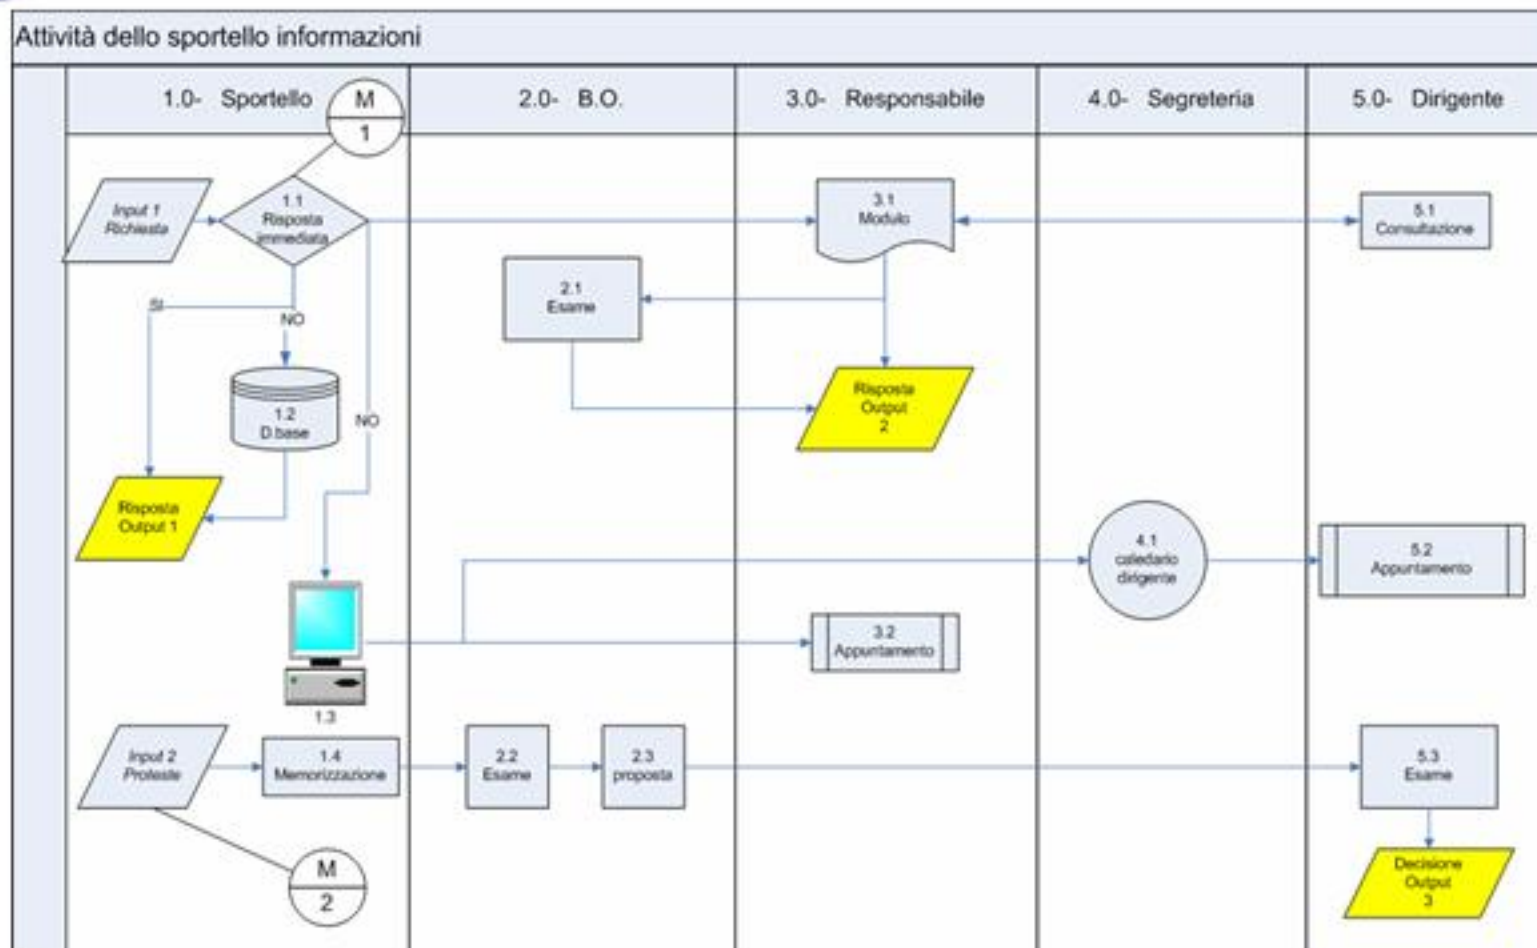 Attività dello sportello informazioni
1.0- Sportello
M
1
2.0- B.O.
3.0- Responsabile
4.0- Segreteria
5.0- Dirigente
Input 1
Richiesta
1.1
Risposta
immediata
3.1
Modulo
5.1
Consultazione
2.1
Esame
SI
NO
1.2
D.base
NO
Risposta
Output
2
Risposta
Output 1
4.1
caledario
dirigente
5.2
Appuntamento
3.2
Appuntamento
1.3
Input 2
Proteste
1.4
Memorizzazione
2.2
Esame
2.3
proposta
5.3
Esame
M
2
Decisione
Output
3